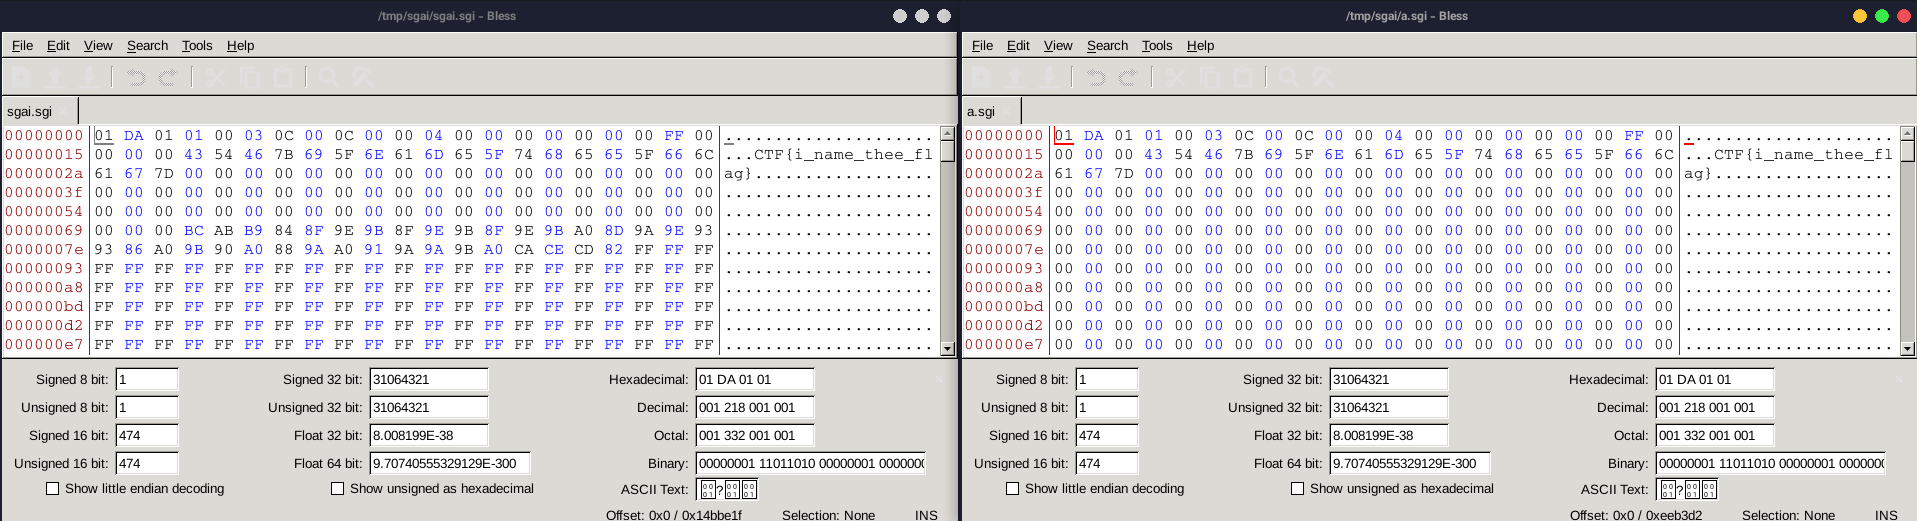 /tmp/sgai/sgai.sgi - Bless
File Edit View Search Tools Help
sgai.sgi
00000000 01 DA 01 01 00 03 0C 00 0C 00 00 04 00 00 00 00 00 00 00 FF 00 .....................
00000015 00 00 00 43 54 46 7B 69 5F 6E 61 6D 65 5F 74 68 65 65 5F 66 6C ...CTF{i_name_thee_fl
0000002a 61 67 7D 00 00 00 00 00 00 00 00 00 00 00 00 00 00 00 00 00 00 ag}..................
0000003f 00 00 00 00 00 00 00 00 00 00 00 00 00 00 00 00 00 00 00 00 00 .....................
00000054 00 00 00 00 00 00 00 00 00 00 00 00 00 00 00 00 00 00 00 00 00 .....................
00000069 00 00 00 BC AB B9 84 8F 9E 9B 8F 9E 9B 8F 9E 9B A0 8D 9A 9E 93 .....................
0000007e 93 86 A0 9B 90 A0 88 9A A0 91 9A 9A 9B A0 CA CE CD 82 FF FF FF .....................
00000093 FF FF FF FF FF FF FF FF FF FF FF FF FF FF FF FF FF FF FF FF FF .....................
000000a8 FF FF FF FF FF FF FF FF FF FF FF FF FF FF FF FF FF FF FF FF FF .....................
000000bd FF FF FF FF FF FF FF FF FF FF FF FF FF FF FF FF FF FF FF FF FF .....................
000000d2 FF FF FF FF FF FF FF FF FF FF FF FF FF FF FF FF FF FF FF FF FF .....................
000000e7 FF FF FF FF FF FF FF FF FF FF FF FF FF FF FF FF FF FF FF FF FF .....................
Signed 8 bit: 1 Signed 32 bit: 31064321 Hexadecimal: 01 DA 01 01
Unsigned 8 bit: 1 Unsigned 32 bit: 31064321 Decimal: 001 218 001 001
Signed 16 bit: 474 Float 32 bit: 8.008199E-38 Octal: 001 332 001 001
Unsigned 16 bit: 474 Float 64 bit: 9.70740555329129E-300 Binary: 00000001 11011010 00000001 0000000
Show little endian decoding Show unsigned as hexadecimal ASCII Text: ?
Offset: 0x0 / 0x14bbe1f Selection: None INS
/tmp/sgai/a.sgi - Bless
File Edit View Search Tools Help
a.sgi
00000000 01 DA 01 01 00 03 0C 00 0C 00 00 04 00 00 00 00 00 00 00 FF 00 .....................
00000015 00 00 00 43 54 46 7B 69 5F 6E 61 6D 65 5F 74 68 65 65 5F 66 6C ...CTF{i_name_thee_fl
0000002a 61 67 7D 00 00 00 00 00 00 00 00 00 00 00 00 00 00 00 00 00 00 ag}..................
0000003f 00 00 00 00 00 00 00 00 00 00 00 00 00 00 00 00 00 00 00 00 00 .....................
00000054 00 00 00 00 00 00 00 00 00 00 00 00 00 00 00 00 00 00 00 00 00 .....................
00000069 00 00 00 00 00 00 00 00 00 00 00 00 00 00 00 00 00 00 00 00 00 .....................
0000007e 00 00 00 00 00 00 00 00 00 00 00 00 00 00 00 00 00 00 00 00 00 .....................
00000093 00 00 00 00 00 00 00 00 00 00 00 00 00 00 00 00 00 00 00 00 00 .....................
000000a8 00 00 00 00 00 00 00 00 00 00 00 00 00 00 00 00 00 00 00 00 00 .....................
000000bd 00 00 00 00 00 00 00 00 00 00 00 00 00 00 00 00 00 00 00 00 00 .....................
000000d2 00 00 00 00 00 00 00 00 00 00 00 00 00 00 00 00 00 00 00 00 00 .....................
000000e7 00 00 00 00 00 00 00 00 00 00 00 00 00 00 00 00 00 00 00 00 00 .....................
Signed 8 bit: 1 Signed 32 bit: 31064321 Hexadecimal: 01 DA 01 01
Unsigned 8 bit: 1 Unsigned 32 bit: 31064321 Decimal: 001 218 001 001
Signed 16 bit: 474 Float 32 bit: 8.008199E-38 Octal: 001 332 001 001
Unsigned 16 bit: 474 Float 64 bit: 9.70740555329129E-300 Binary: 00000001 11011010 00000001 0000000
Show little endian decoding Show unsigned as hexadecimal ASCII Text: ?
Offset: 0x0 / 0xeeb3d2 Selection: None INS